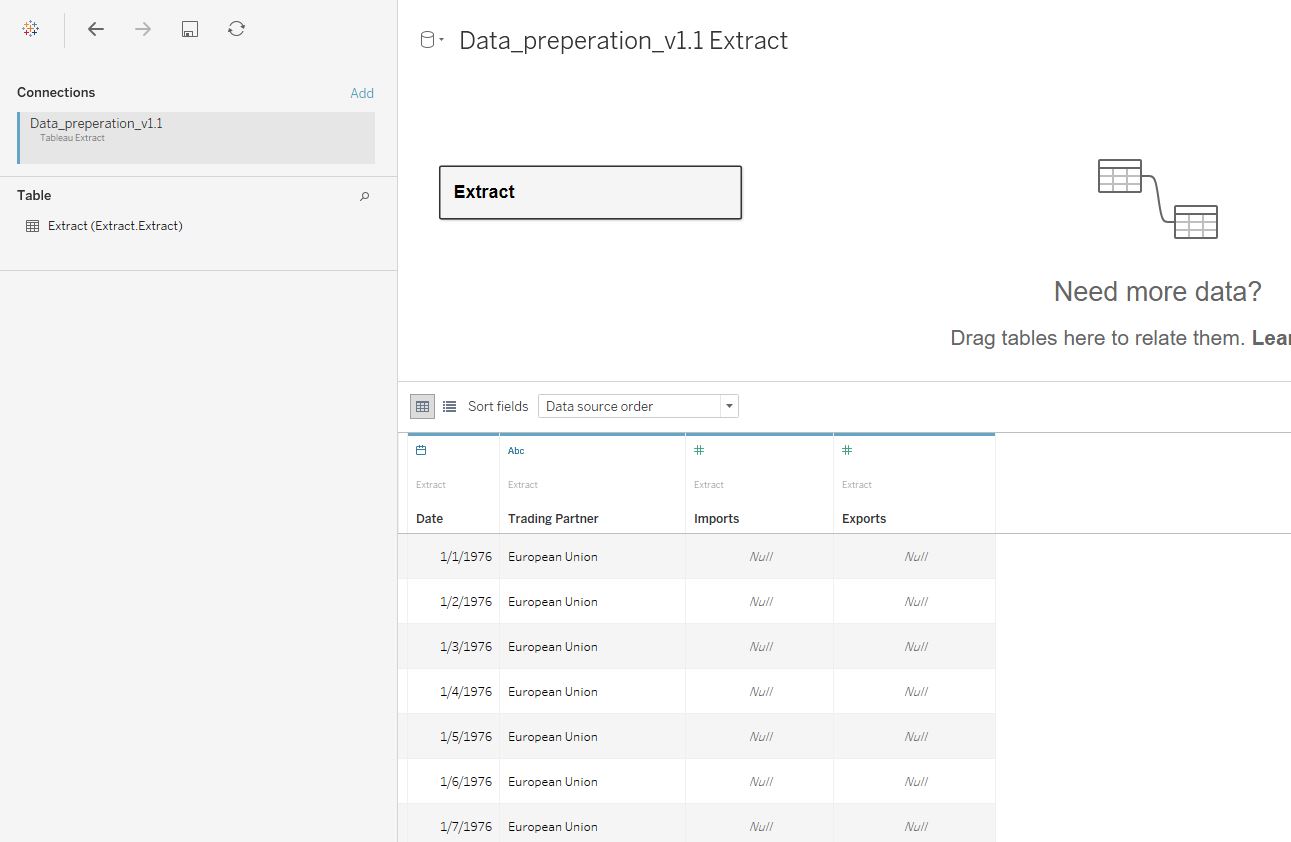 Data_preperation_v1.1 Extract
Connections
Add
Data_preperation_v1.1
Tableau Extract
Table
Extract (Extract.Extract)
Extract
Need more data?
Drag tables here to relate them.
Sort fields
Data source order
Abc
Extract Extract Extract Extract
Date Trading Partner Imports Exports
1/1/1976 European Union Null Null
1/2/1976 European Union Null Null
1/3/1976 European Union Null Null
1/4/1976 European Union Null Null
1/5/1976 European Union Null Null
1/6/1976 European Union Null Null
1/7/1976 European Union Null Null